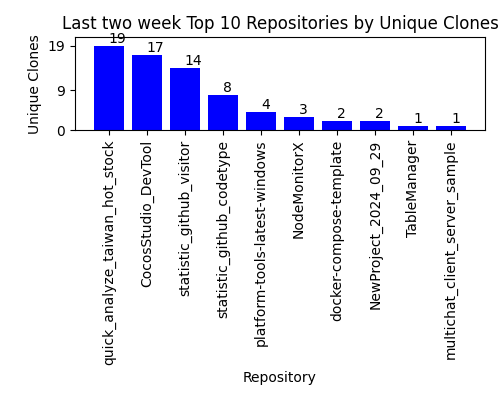 Last two week Top 10 Repositories by Unique Clones
Unique Clones
19
9
0
19
17
14
8
4
3
2
2
1
1
quick_analyze_taiwan_hot_stock
CocosStudio_DevTool
statistic_github_visitor
statistic_github_codetype
platform-tools-latest-windows
NodeMonitorX
docker-compose-template
NewProject_2024_09_29
TableManager
multichat_client_server_sample
Repository